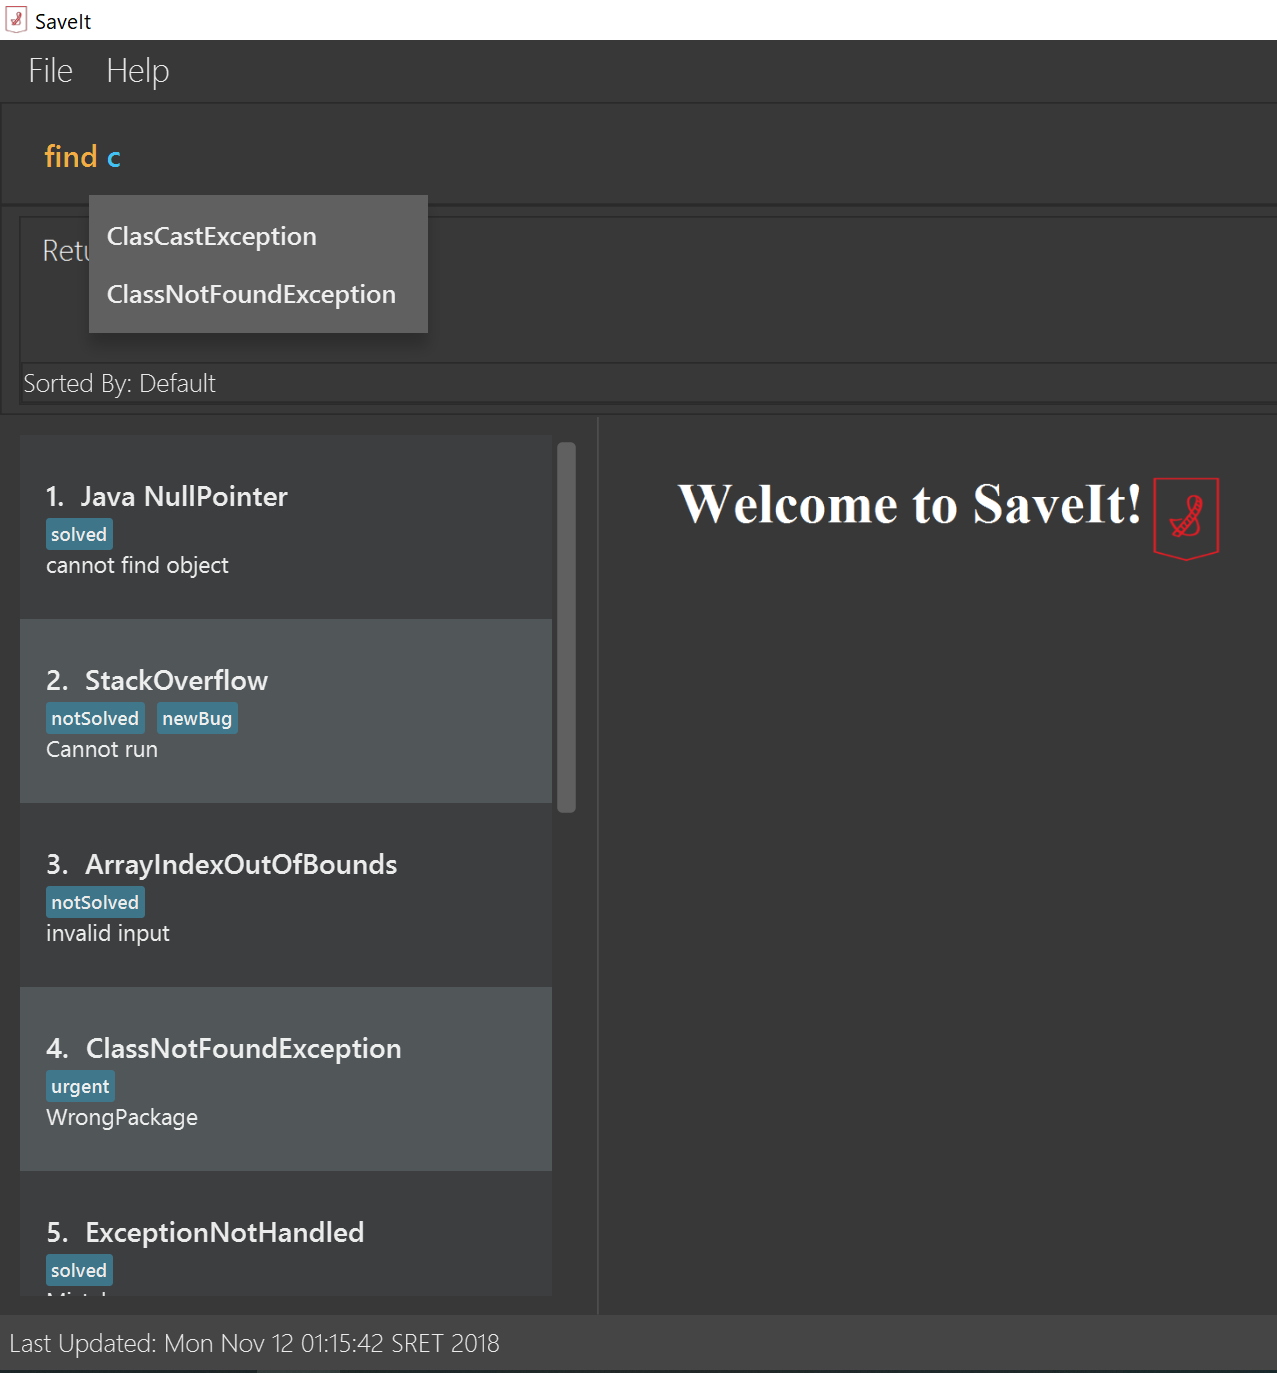 SaveIt
File Help
find c
ClasCastException
ClassNotFoundException
Sorted By: Default
1. Java NullPointer
solved
cannot find object
2. StackOverflow
notSolved newBug
Cannot run
3. ArrayIndexOutOfBounds
notSolved
invalid input
4. ClassNotFoundException
urgent
WrongPackage
5. ExceptionNotHandled
solved
Welcome to SaveIt!
Last Updated: Mon Nov 12 01:15:42 SRET 2018